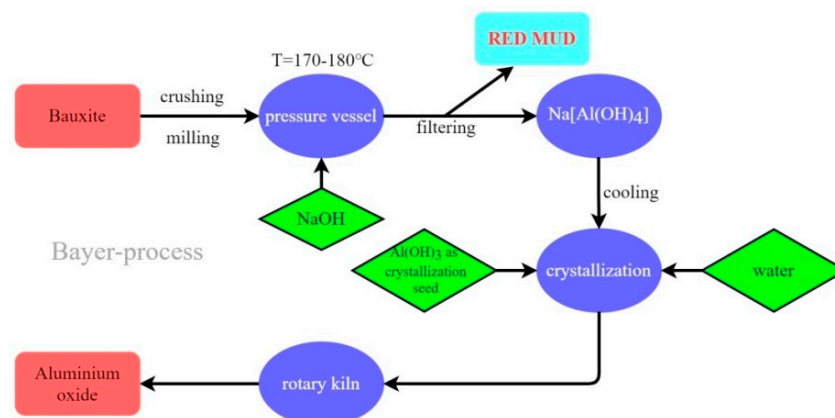 RED MUD
T=170-180℃
crushing
Bauxite
pressure vessel
Na[Al(OH)4]
milling
filtering
cooling
NaOH
Bayer-process
Al(OH)3 as
crystallization
seed
crystallization
water
Aluminium
oxide
rotary kiln